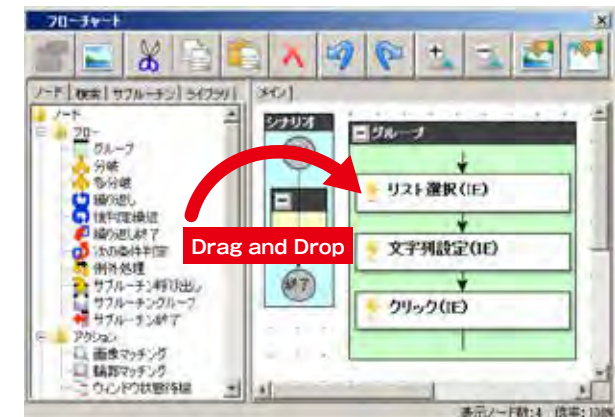 フローチャート
ノード 検索 サブルーチン ライブラリ
メイン
ノード
フロー
グループ
分岐
多分岐
繰り返し
後判定繰返
繰り返し終了
次の条件判定
例外処理
サブルーチン呼び出し
サブルーチングループ
サブルーチン終了
アクション
画像マッチング
輪郭マッチング
ウィンドウ状態待機
シナリオ
終了
グループ
リスト選択(IE)
文字列設定(IE)
クリック(IE)
Drag and Drop
表示ノード数:4 倍率: